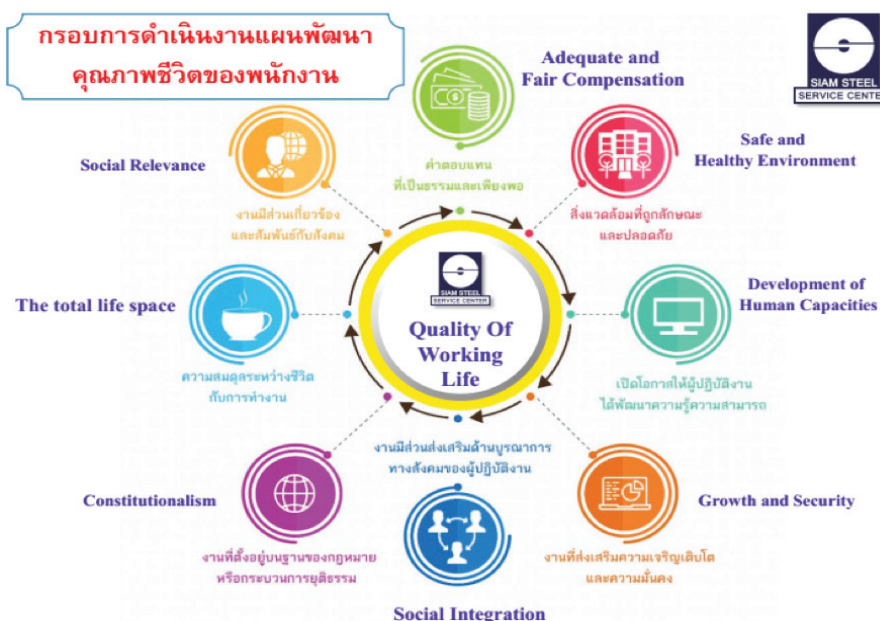 กรอบการดำเนินงานแผนพัฒนา
คุณภาพชีวิตของพนักงาน
SIAM STEEL
SERVICE CENTER
Adequate and
Fair Compensation
ค่าตอบแทน
ที่เป็นธรรมและเพียงพอ
Safe and
Healthy Environment
สิ่งแวดล้อมที่ถูกลักษณะ
และปลอดภัย
Development of
Human Capacities
เปิดโอกาสให้ผู้ปฏิบัติงาน
ได้พัฒนาความรู้ความสามารถ
Growth and Security
งานที่ส่งเสริมความเจริญเติบโต
และความมั่นคง
งานมีส่วนส่งเสริมด้านบูรณาการ
ทางสังคมของผู้ปฏิบัติงาน
Social Integration
Constitutionalism
งานที่ตั้งอยู่บนฐานของกฎหมาย
หรือกระบวนการยุติธรรม
The total life space
ความสมดุลระหว่างชีวิต
กับการทำงาน
Social Relevance
งานมีส่วนเกี่ยวข้อง
และสัมพันธ์กับสังคม
SIAM STEEL
SERVICE CENTER
Quality Of
Working
Life